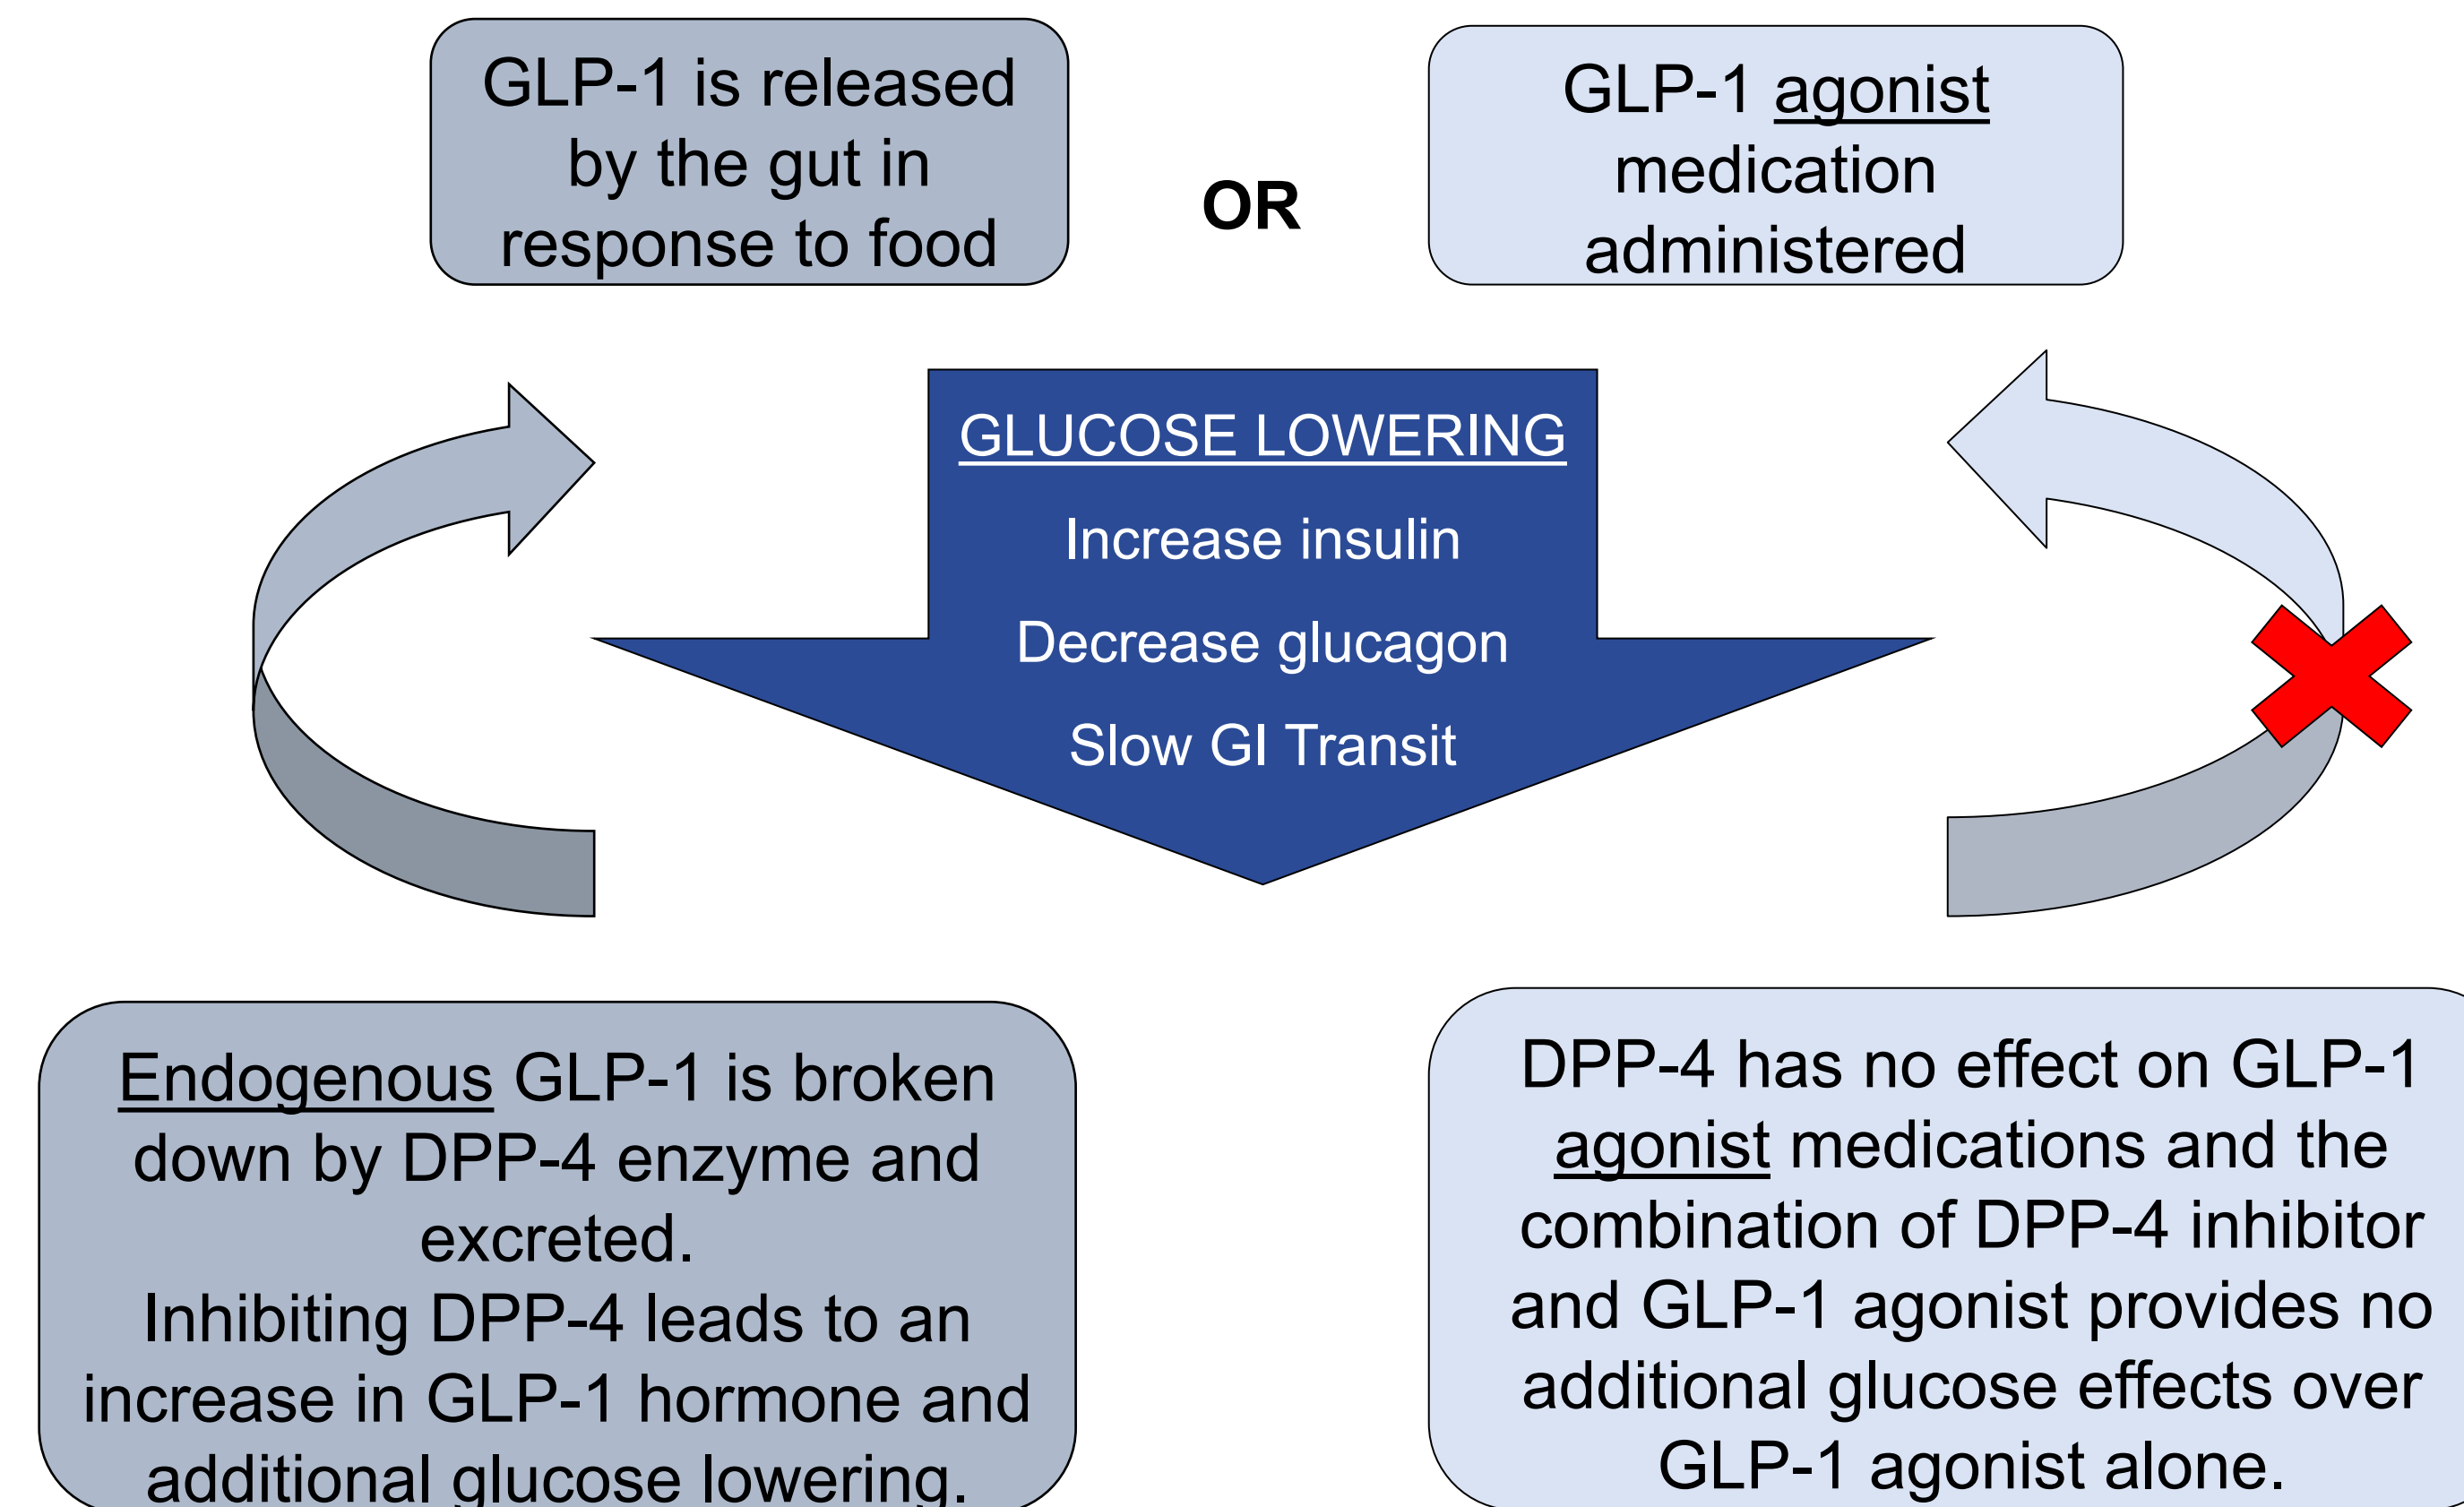 GLP-1 is released
by the gut in
response to food
OR
GLP-1 agonist
medication
administered
GLUCOSE LOWERING
Increase insulin
Decrease glucagon
Slow GI Transit
Endogenous GLP-1 is broken
down by DPP-4 enzyme and
excreted.
Inhibiting DPP-4 leads to an
increase in GLP-1 hormone and
additional glucose lowering.
DPP-4 has no effect on GLP-1
agonist medications and the
combination of DPP-4 inhibitor
and GLP-1 agonist provides no
additional glucose effects over
GLP-1 agonist alone.